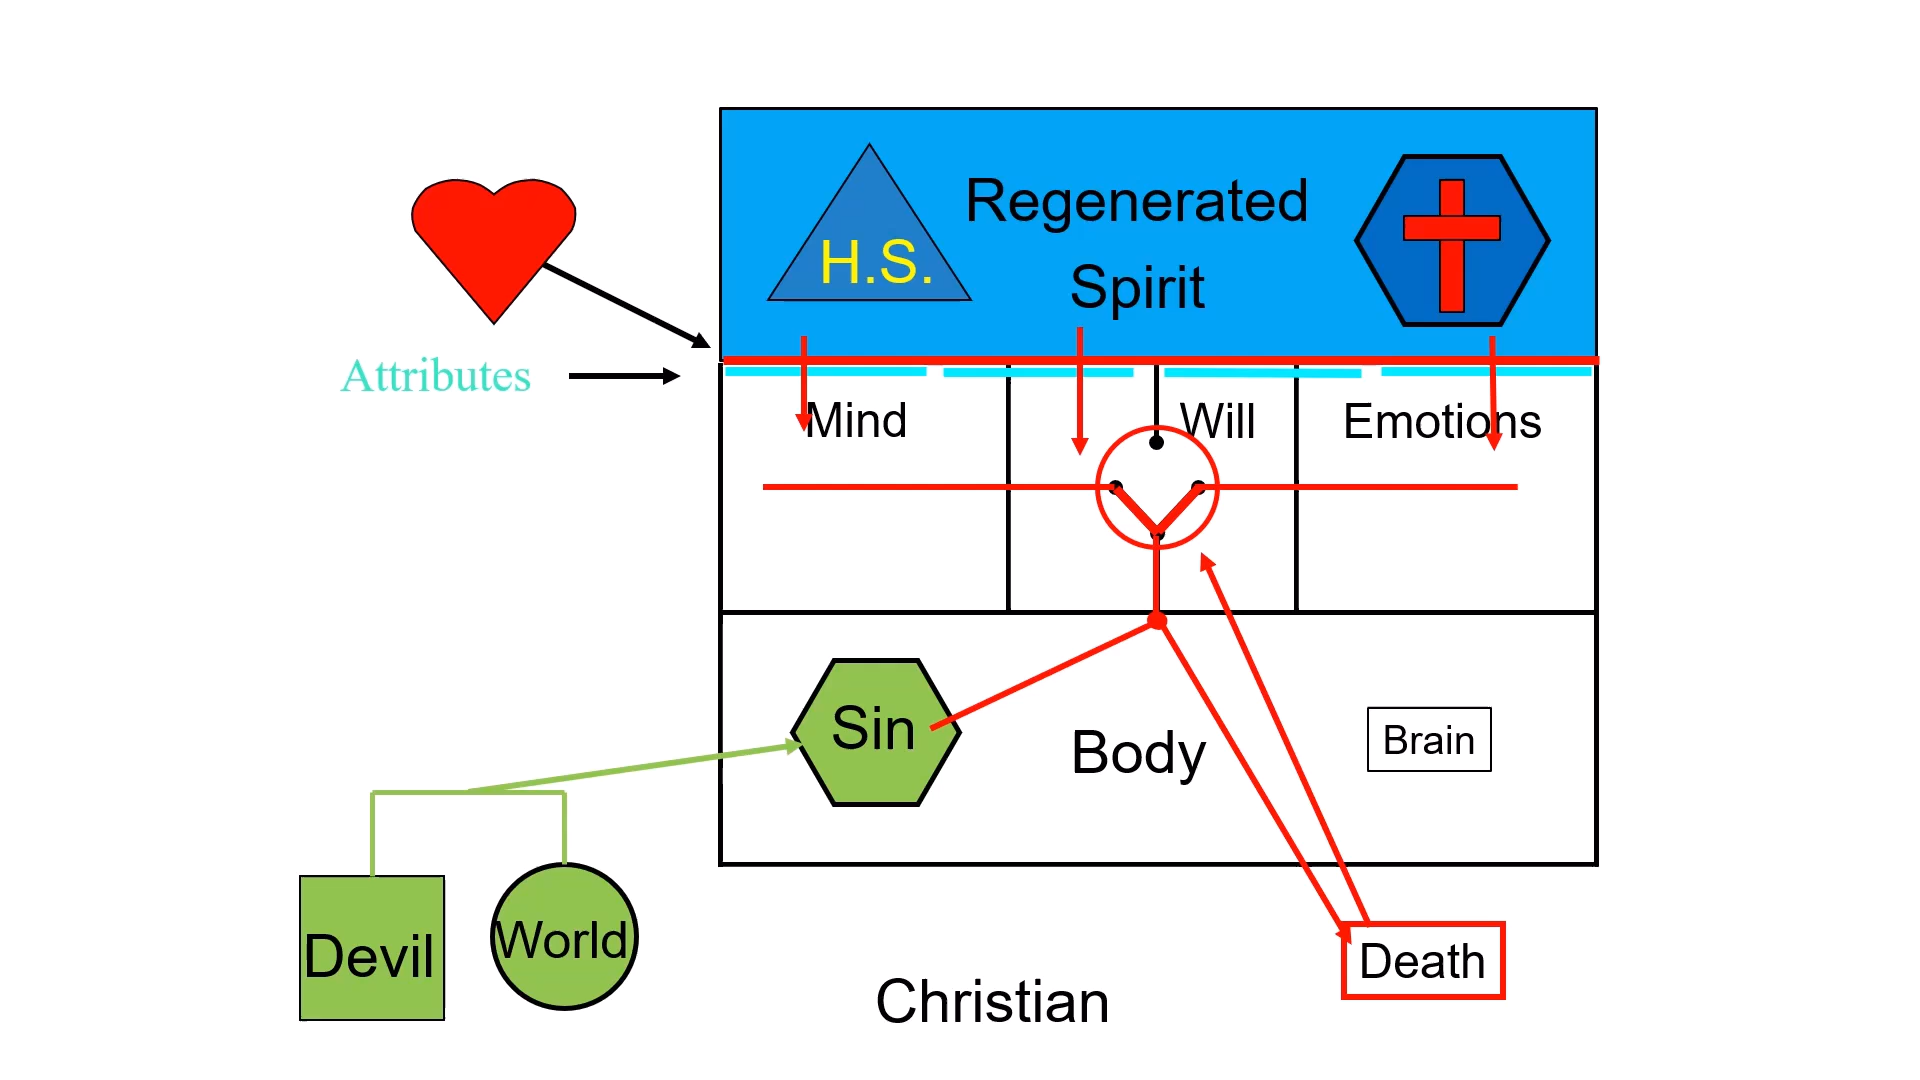 Regenerated
H.S.
Spirit
Attributes
Mind
Will
Emotions
Sin
Body
Brain
Devil
World
Death
Christian